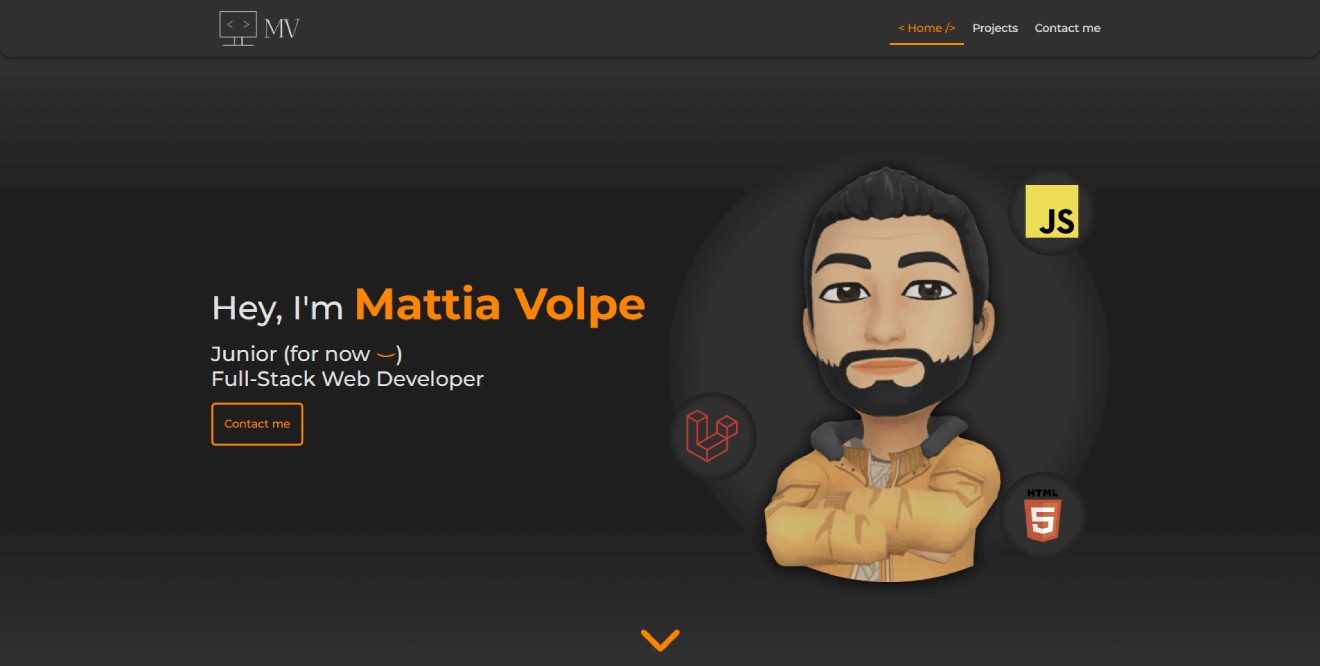 < > MV
< Home /> Projects Contact me
JS
Hey, I'm Mattia Volpe
Junior (for now ‿)
Full-Stack Web Developer
Contact me
HTML
5